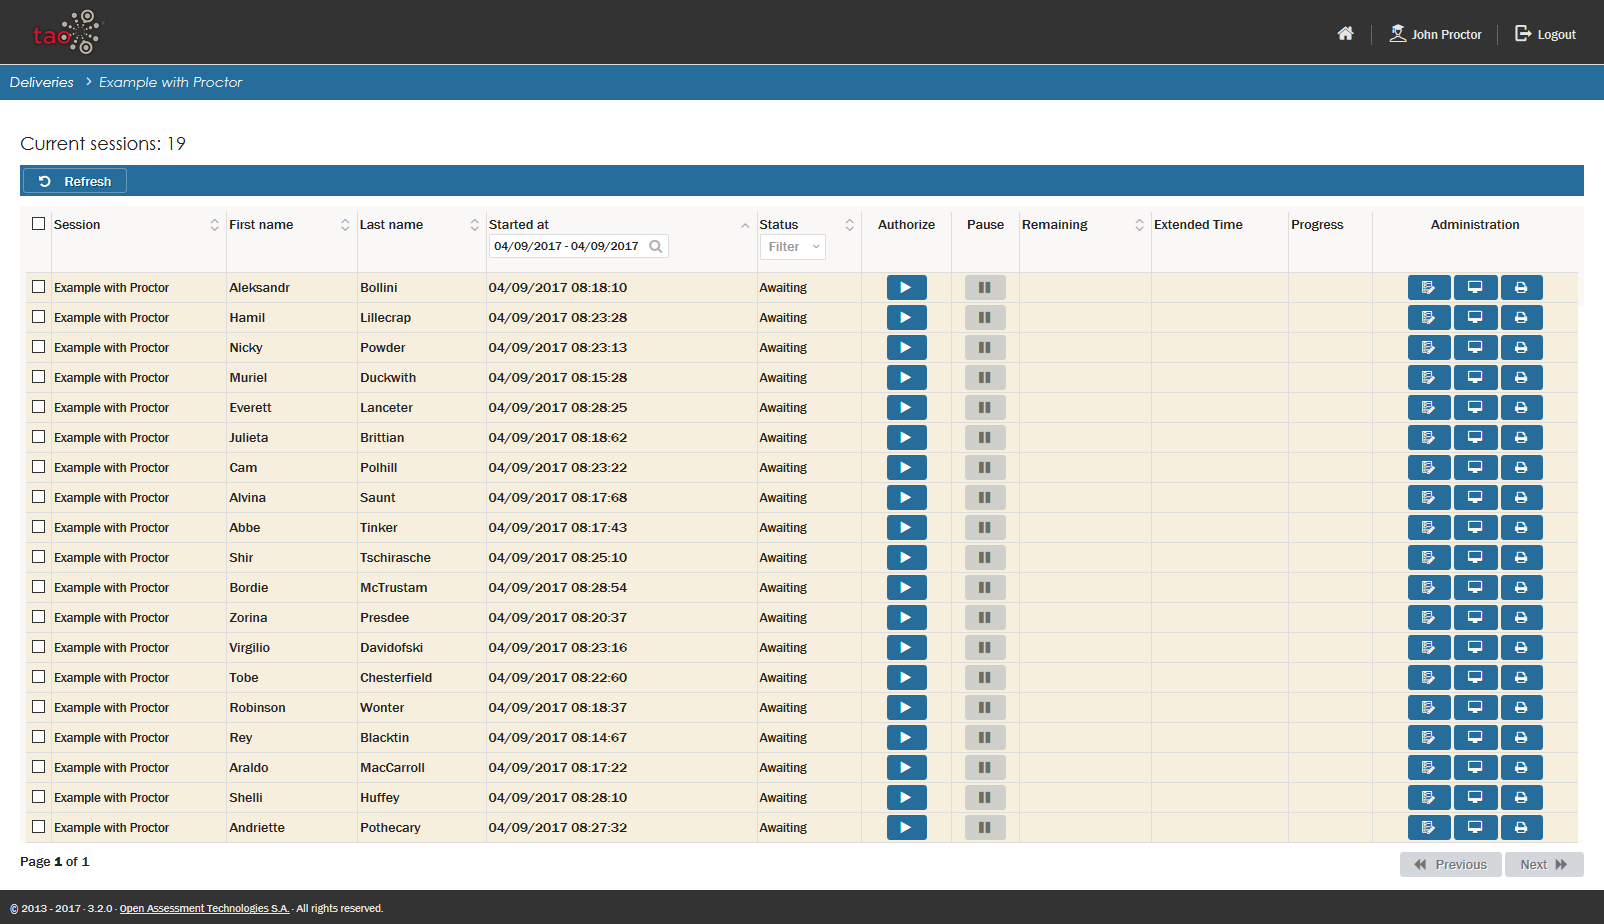 tao
John Proctor
Logout
Deliveries > Example with Proctor
Current sessions: 19
Refresh
Session First name Last name Started at Status Authorize Pause Remaining Extended Time Progress Administration
04/09/2017 - 04/09/2017 Filter
Example with Proctor Aleksandr Bollini 04/09/2017 08:18:10 Awaiting
Example with Proctor Hamil Lillecrap 04/09/2017 08:23:28 Awaiting
Example with Proctor Nicky Powder 04/09/2017 08:23:13 Awaiting
Example with Proctor Muriel Duckwith 04/09/2017 08:15:28 Awaiting
Example with Proctor Everett Lanceter 04/09/2017 08:28:25 Awaiting
Example with Proctor Julieta Brittian 04/09/2017 08:18:62 Awaiting
Example with Proctor Cam Polhill 04/09/2017 08:23:22 Awaiting
Example with Proctor Alvina Saunt 04/09/2017 08:17:68 Awaiting
Example with Proctor Abbe Tinker 04/09/2017 08:17:43 Awaiting
Example with Proctor Shir Tschirasche 04/09/2017 08:25:10 Awaiting
Example with Proctor Bordie McTrustam 04/09/2017 08:28:54 Awaiting
Example with Proctor Zorina Presdee 04/09/2017 08:20:37 Awaiting
Example with Proctor Virgilio Davidofski 04/09/2017 08:23:16 Awaiting
Example with Proctor Tobe Chesterfield 04/09/2017 08:22:60 Awaiting
Example with Proctor Robinson Wonter 04/09/2017 08:18:37 Awaiting
Example with Proctor Rey Blacktin 04/09/2017 08:14:67 Awaiting
Example with Proctor Araldo MacCarroll 04/09/2017 08:17:22 Awaiting
Example with Proctor Shelli Huffey 04/09/2017 08:28:10 Awaiting
Example with Proctor Andriette Pothecary 04/09/2017 08:27:32 Awaiting
Page 1 of 1
Previous Next
© 2013 - 2017 · 3.2.0 · Open Assessment Technologies S.A. · All rights reserved.